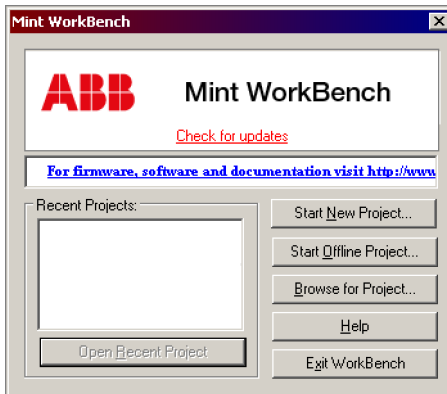 Mint WorkBench
ABB Mint WorkBench
Check for updates
For firmware, software and documentation visit http://www
Recent Projects:
Open Recent Project
Start New Project...
Start Offline Project...
Browse for Project...
Help
Exit WorkBench